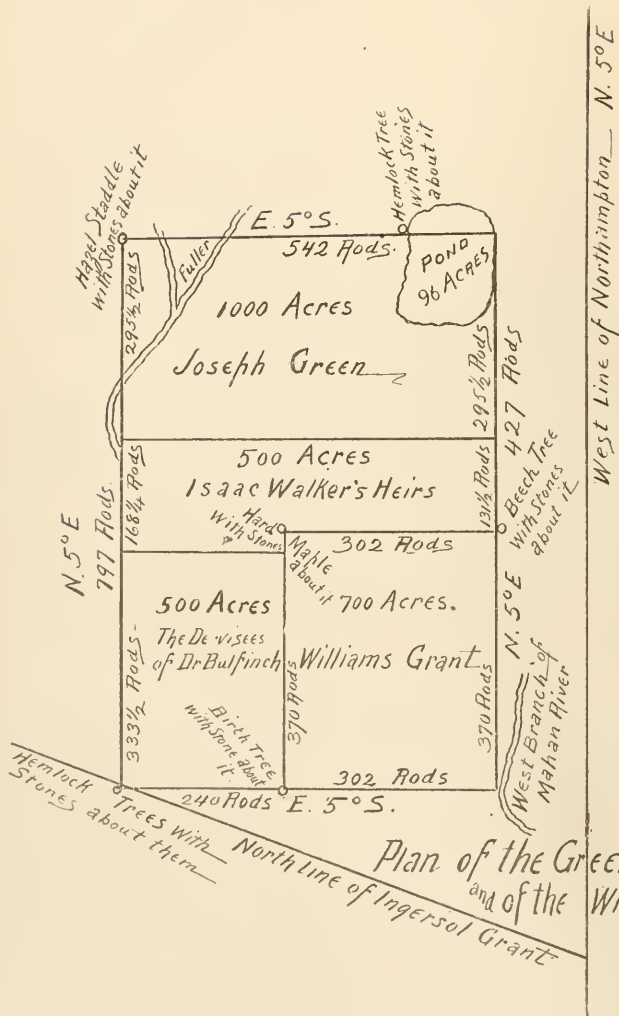 Hazel Staddle
with Stones about it
Hemlock Tree
with Stones
about it
E. 5° S.
542 Rods.
Fuller
POND
96 ACRES
295½ Rods
1000 Acres
Joseph Green
295½ Rods
427 Rods
West Line of Northampton N. 5° E
500 Acres
Isaac Walker's Heirs
168¼ Rods
131½ Rods
Beech Tree
With Stones
about it
N. 5° E
797 Rods.
Hard
With Stones
Maple
about it
302 Rods
500 Acres
The Devisees
of Dr Bulfinch
700 Acres.
Williams Grant
333½ Rods
370 Rods
370 Rods
N. 5° E
West Branch of
Mahan River
Birch Tree
with Stone about
it.
240 Rods
E. 5° S.
302 Rods
Hemlock Trees With
Stones about them
North line of Ingersol Grant
Plan of the Gree
and of the Wi